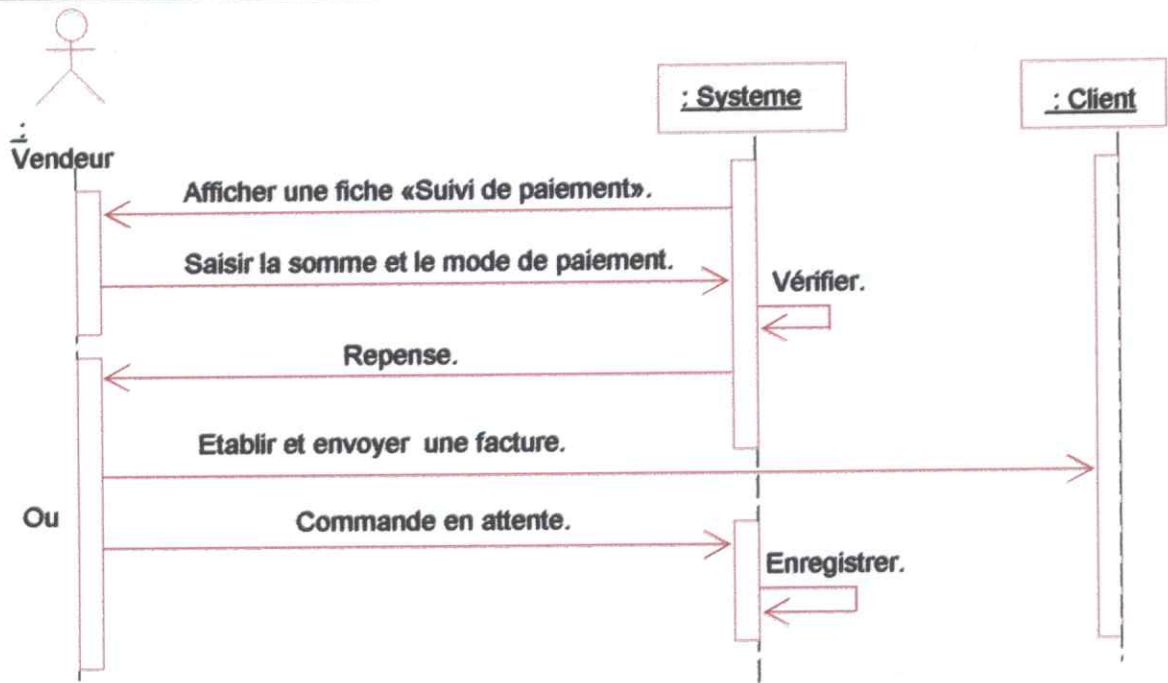 : Systeme
: Client
:
Vendeur
Afficher une fiche «Suivi de paiement».
Saisir la somme et le mode de paiement.
Vérifier.
Repense.
Etablir et envoyer une facture.
Ou
Commande en attente.
Enregistrer.